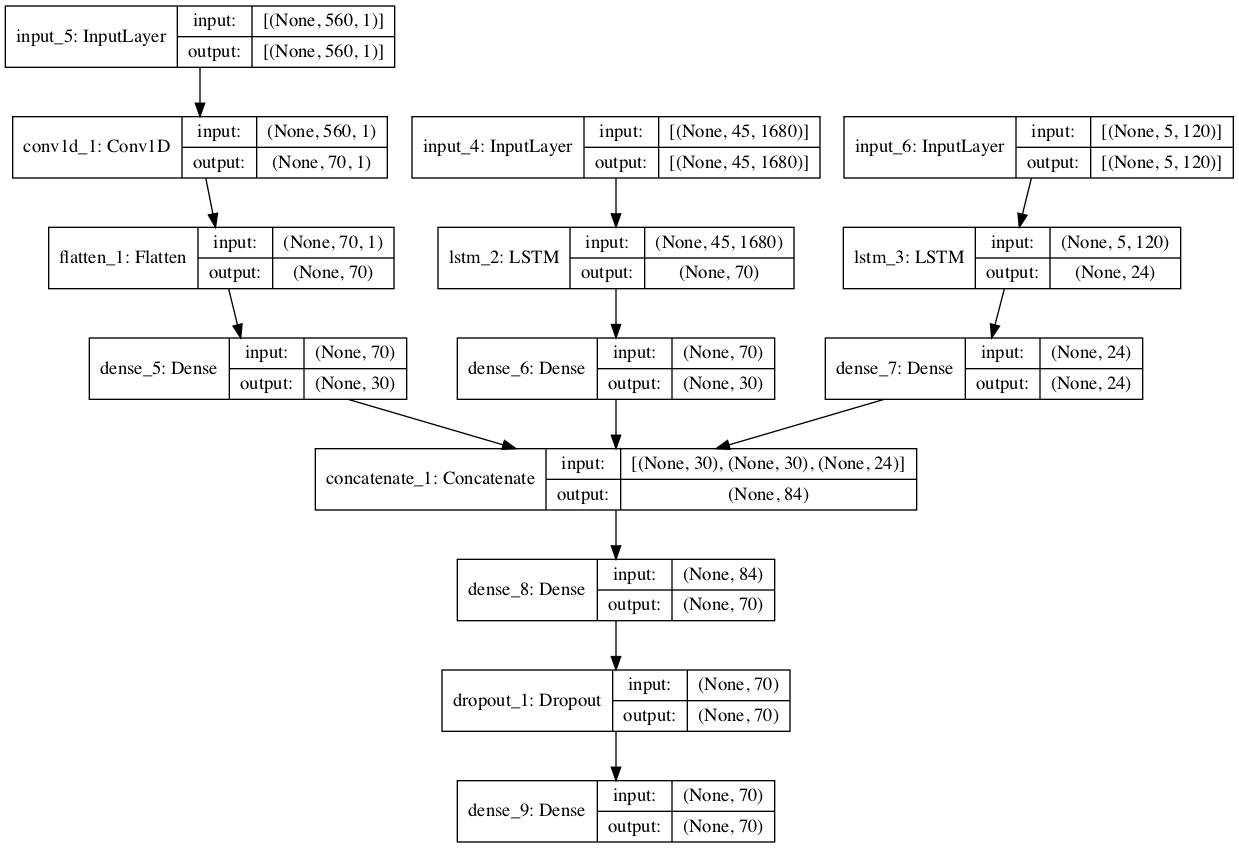 input_5: InputLayer
input: [(None, 560, 1)]
output: [(None, 560, 1)]
conv1d_1: Conv1D
input: (None, 560, 1)
output: (None, 70, 1)
input_4: InputLayer
input: [(None, 45, 1680)]
output: [(None, 45, 1680)]
input_6: InputLayer
input: [(None, 5, 120)]
output: [(None, 5, 120)]
flatten_1: Flatten
input: (None, 70, 1)
output: (None, 70)
lstm_2: LSTM
input: (None, 45, 1680)
output: (None, 70)
lstm_3: LSTM
input: (None, 5, 120)
output: (None, 24)
dense_5: Dense
input: (None, 70)
output: (None, 30)
dense_6: Dense
input: (None, 70)
output: (None, 30)
dense_7: Dense
input: (None, 24)
output: (None, 24)
concatenate_1: Concatenate
input: [(None, 30), (None, 30), (None, 24)]
output: (None, 84)
dense_8: Dense
input: (None, 84)
output: (None, 70)
dropout_1: Dropout
input: (None, 70)
output: (None, 70)
dense_9: Dense
input: (None, 70)
output: (None, 70)